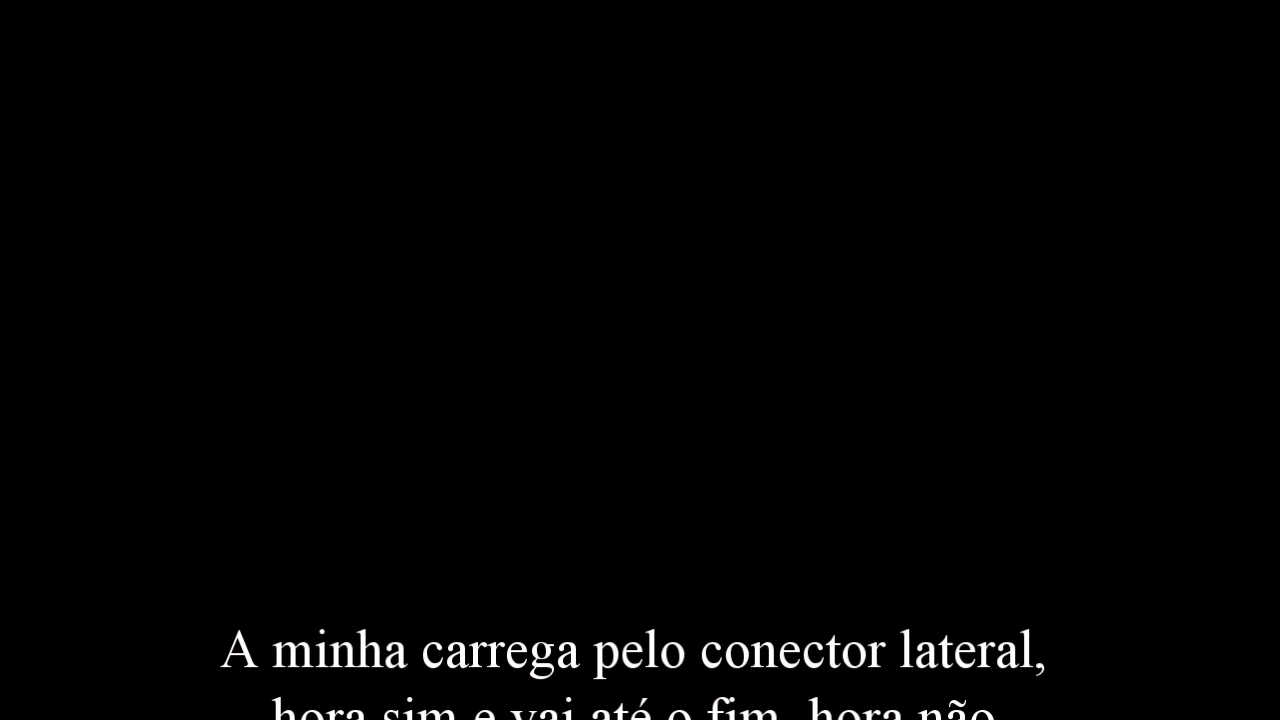 A minha carrega pelo conector lateral,
hora sim e vai até o fim, hora não